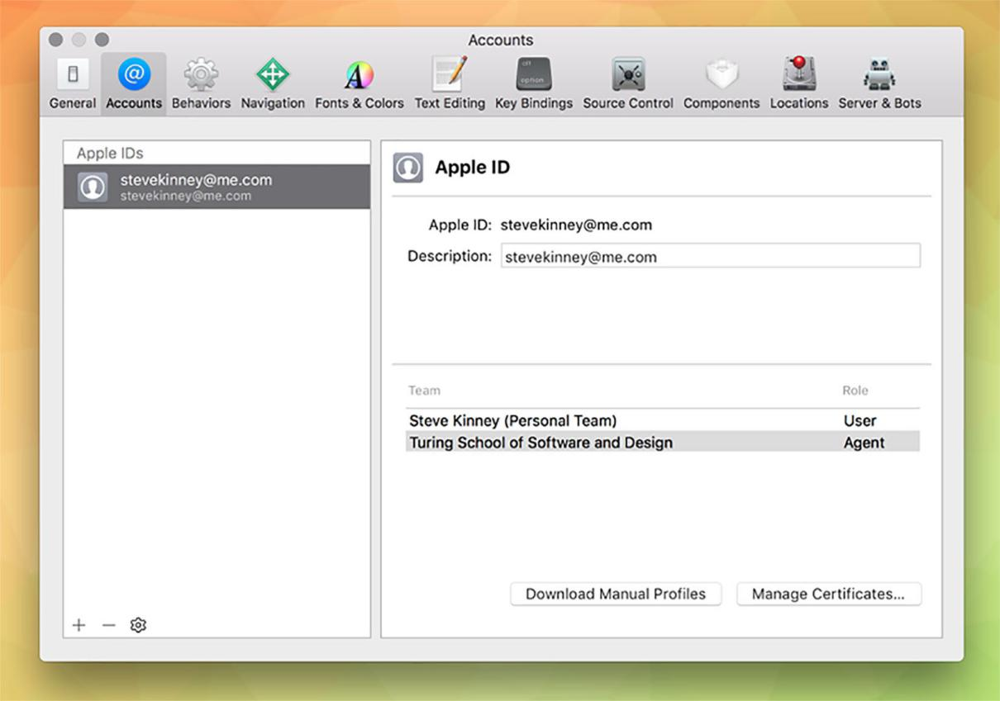 Accounts
General Accounts Behaviors Navigation Fonts & Colors Text Editing Key Bindings Source Control Components Locations Server & Bots
alt
option
Apple IDs
stevekinney@me.com
stevekinney@me.com
Apple ID
Apple ID: stevekinney@me.com
Description: stevekinney@me.com
Team Role
Steve Kinney (Personal Team) User
Turing School of Software and Design Agent
Download Manual Profiles Manage Certificates...